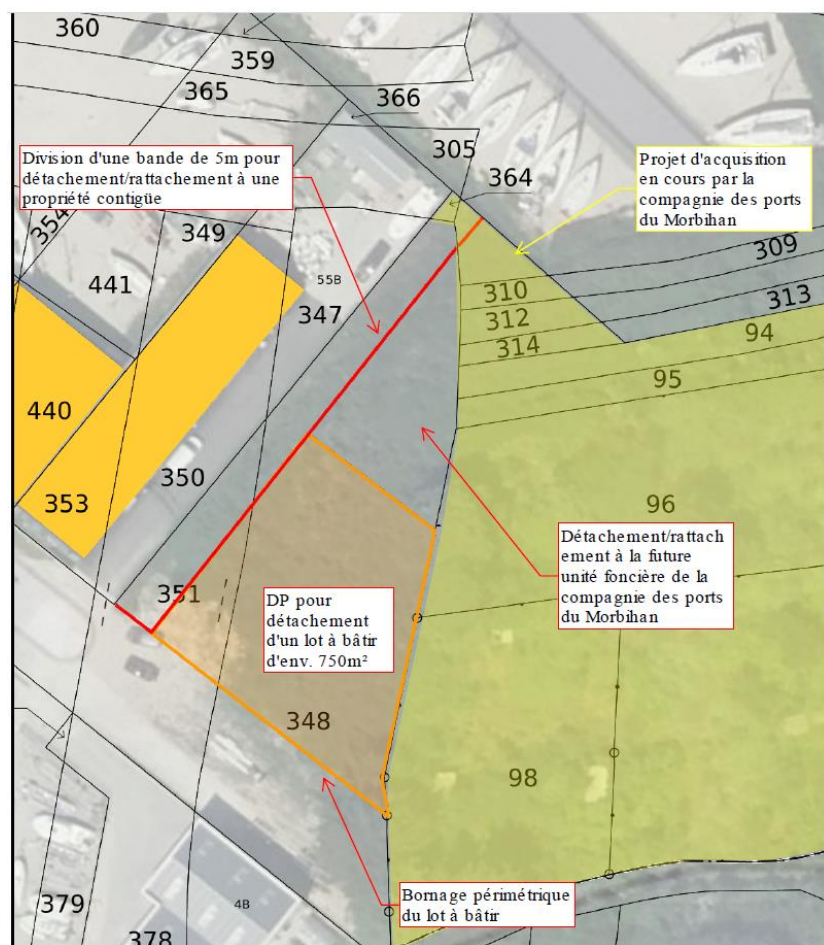 360
359
365
366
305
Division d'une bande de 5m pour
détachement/rattachement à une
propriété contigüe
364
Projet d'acquisition
en cours par la
compagnie des ports
du Morbihan
354
349
441
55B
347
309
310
313
312
314
94
95
440
350
353
96
351
Détachement/rattach
ement à la future
unité foncière de la
compagnie des ports
du Morbihan
DP pour
détachement
d'un lot à bâtir
d'env. 750m²
348
98
Bornage périmétrique
du lot à bâtir
379
4B
378